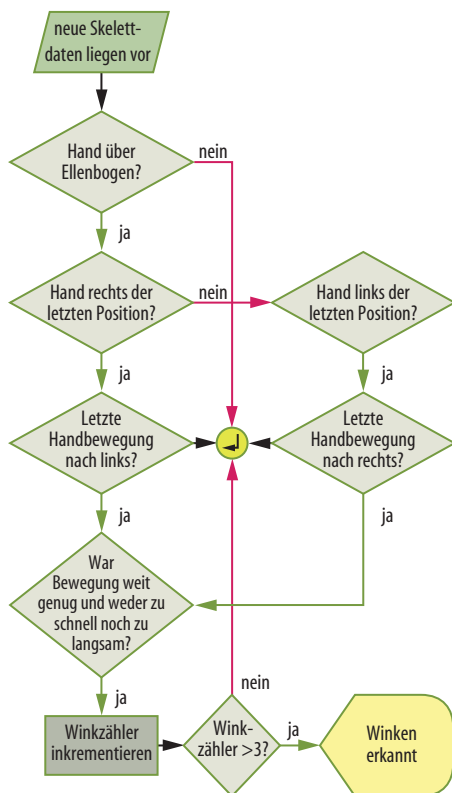 neue Skelett-
daten liegen vor
Hand über
Ellenbogen?
nein
ja
Hand rechts der
letzten Position?
nein
Hand links der
letzten Position?
ja
ja
Letzte
Handbewegung
nach links?
Letzte
Handbewegung
nach rechts?
ja
ja
War
Bewegung weit
genug und weder zu
schnell noch zu
langsam?
ja
nein
Winkzähler
inkrementieren
Wink-
zähler >3?
ja
Winken
erkannt